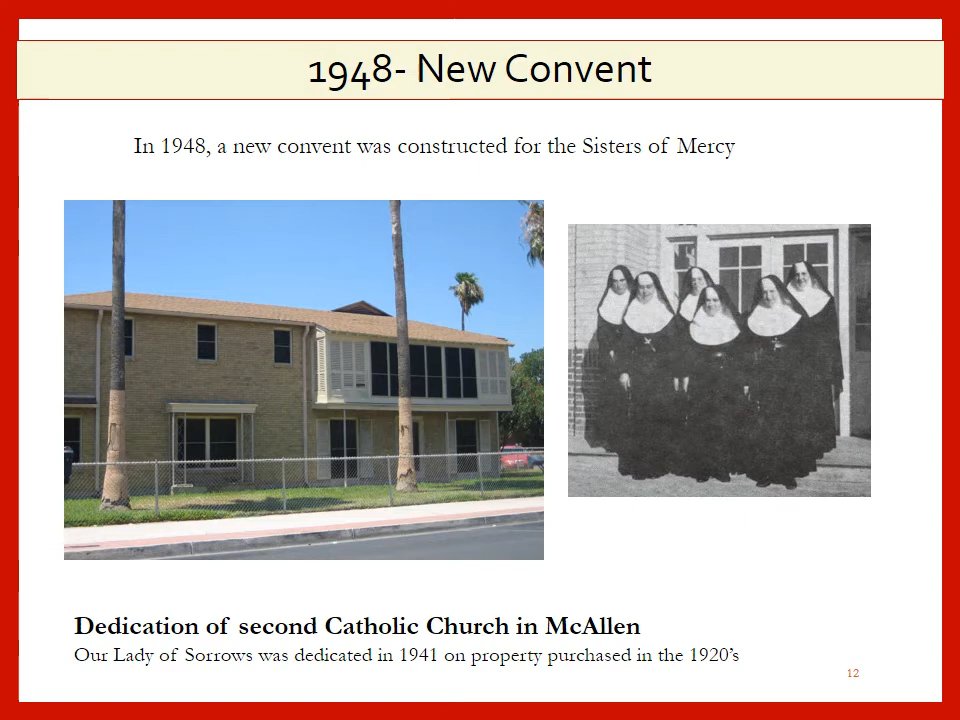 1948- New Convent
In 1948, a new convent was constructed for the Sisters of Mercy
Dedication of second Catholic Church in McAllen
Our Lady of Sorrows was dedicated in 1941 on property purchased in the 1920’s
12